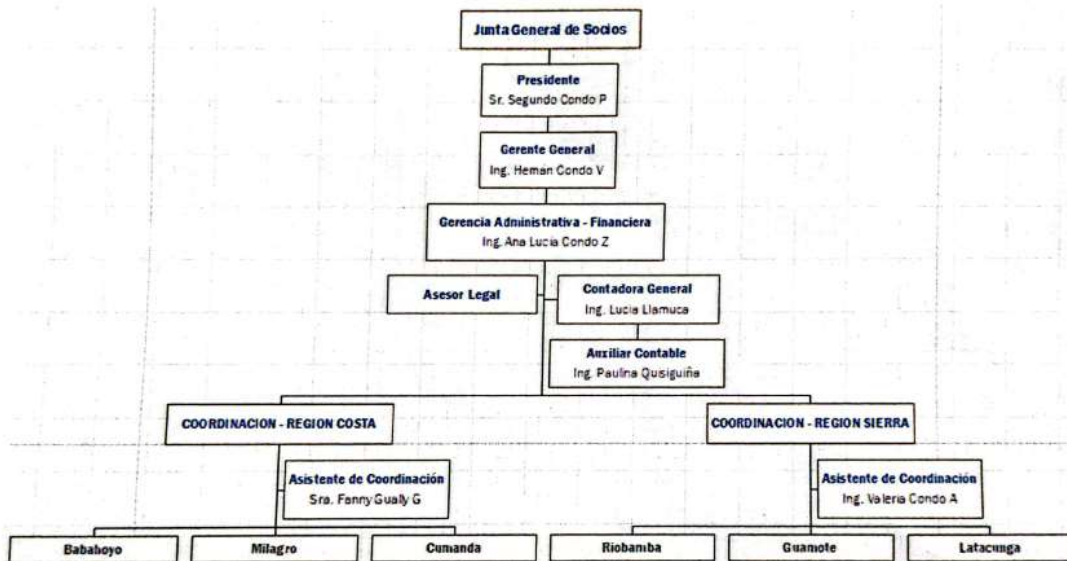 Junta General de Socios
Presidente
Sr. Segundo Condo P
Gerente General
Ing. Hernán Condo V
Gerencia Administrativa - Financiera
Ing. Ana Lucia Condo Z
Asesor Legal
Contadora General
Ing. Lucia Llamuca
Auxiliar Contable
Ing. Paulina Qusiguiña
COORDINACION - REGION COSTA
COORDINACION - REGION SIERRA
Asistente de Coordinación
Sra. Fanny Gually G
Asistente de Coordinación
Ing. Valeria Condo A
Babahoyo
Milagro
Cumanda
Riobamba
Guamote
Latacunga